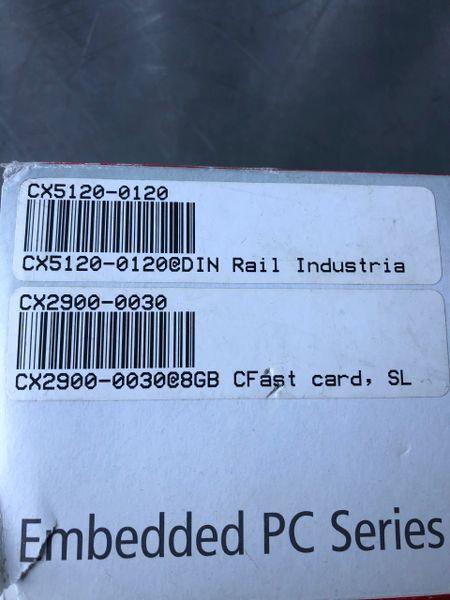 CX5120-0120
CX5120-0120@DIN Rail Industria
CX2900-0030
CX2900-0030@8GB CFast card, SL
Embedded PC Series